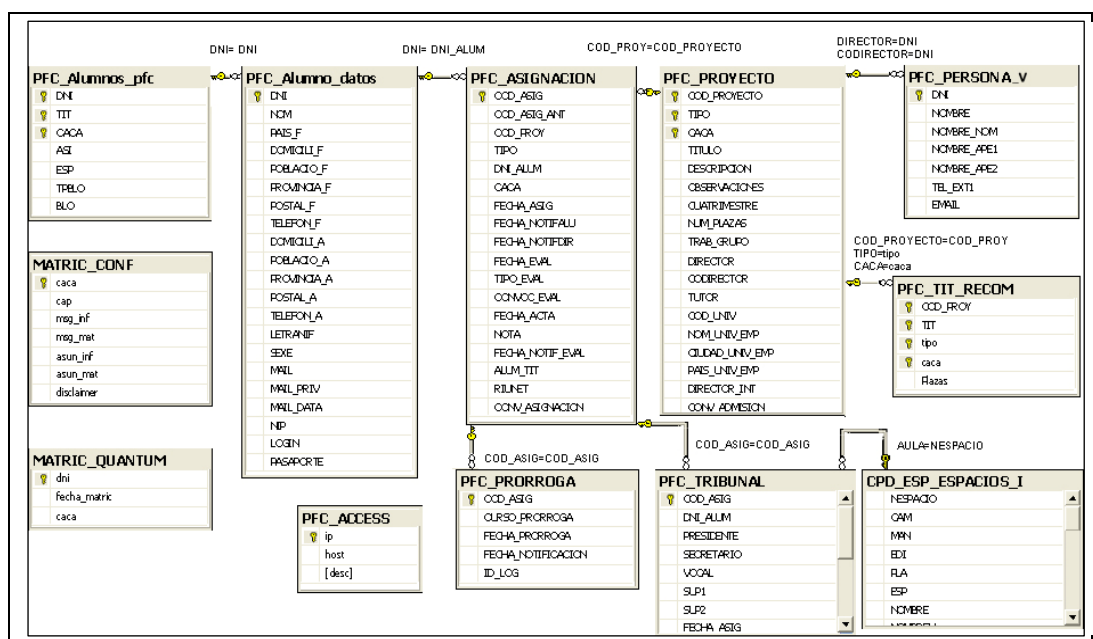 DNI= DNI
DNI= DNI_ALUM
COD_PROY=COD_PROYECTO
DIRECTOR=DNI
CODIRECTOR=DNI
PFC_Alumnos_pfc
DNI
TIT
CACA
ASI
ESP
TPBLO
BLO
PFC_Alumno_datos
DNI
NOM
PAIS_F
DOMICILI_F
POBLACIO_F
PROVINCIA_F
POSTAL_F
TELEFON_F
DOMICILI_A
POBLACIO_A
PROVINCIA_A
POSTAL_A
TELEFON_A
LETRANIF
SEXE
MAIL
MAIL_PRIV
MAIL_DATA
NIP
LOGIN
PASAPORTE
PFC_ASIGNACION
COD_ASIG
COD_ASIG_ANT
COD_PROY
TIPO
DNI_ALUM
CACA
FECHA_ASIG
FECHA_NOTIFALU
FECHA_NOTIFDIR
FECHA_EVAL
TIPO_EVAL
CONVOC_EVAL
FECHA_ACTA
NOTA
FECHA_NOTIF_EVAL
ALUM_TIT
RIUNET
CONV_ASIGNACION
PFC_PROYECTO
COD_PROYECTO
TIPO
CACA
TITULO
DESCRIPCION
OBSERVACIONES
CUATRIMESTRE
NUM_PLAZAS
TRAB_GRUPO
DIRECTOR
CODIRECTOR
TUTOR
COD_UNIV
NOM_UNIV_EMP
CIUDAD_UNIV_EMP
PAIS_UNIV_EMP
DIRECTOR_INT
CONV_ADMISION
PFC_PERSONA_V
DNI
NOMBRE
NOMBRE_NOM
NOMBRE_APE1
NOMBRE_APE2
TEL_EXT1
EMAIL
COD_PROYECTO=COD_PROY
TIPO=tipo
CACA=caca
PFC_TIT_RECOM
COD_PROY
TIT
tipo
caca
Plazas
MATRIC_CONF
caca
cap
msg_inf
msg_mat
asun_inf
asun_mat
disclaimer
MATRIC_QUANTUM
dni
fecha_matric
caca
PFC_ACCESS
ip
host
[desc]
COD_ASIG=COD_ASIG
PFC_PRORROGA
COD_ASIG
CURSO_PRORROGA
FECHA_PRORROGA
FECHA_NOTIFICACION
ID_LOG
COD_ASIG=COD_ASIG
PFC_TRIBUNAL
COD_ASIG
DNI_ALUM
PRESIDENTE
SECRETARIO
VOCAL
SUP1
SUP2
FECHA_ASIG
AULA=NESPACIO
CPD_ESP_ESPACIOS_I
NESPACIO
CAM
MAN
EDI
PLA
ESP
NOMBRE